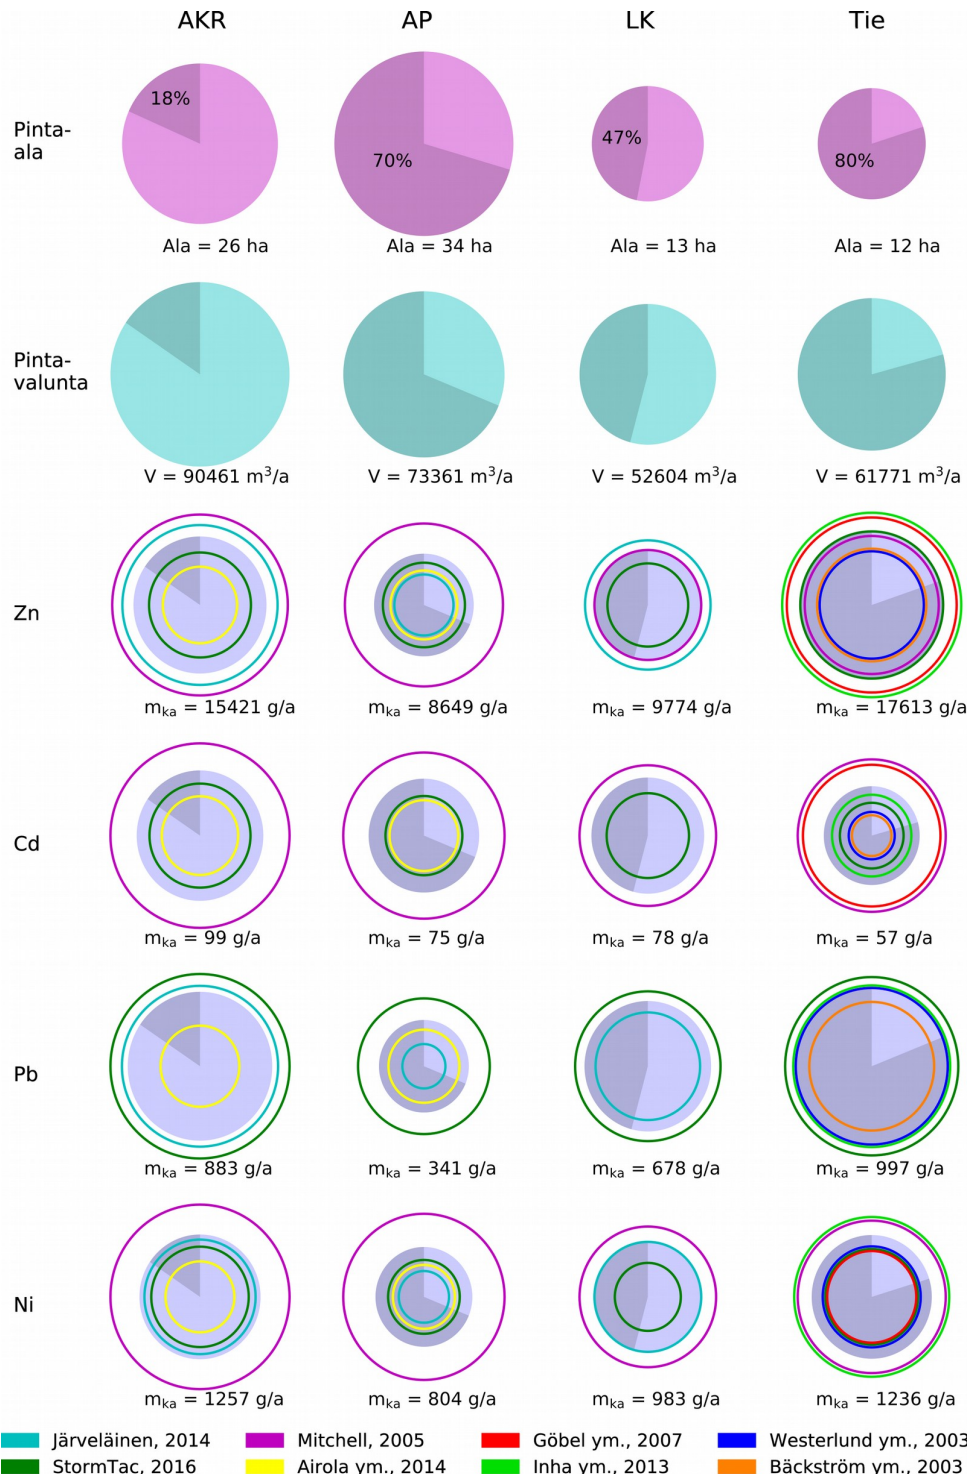 AKR AP LK Tie
18% 70% 47% 80%
Pinta-
ala
Ala = 26 ha Ala = 34 ha Ala = 13 ha Ala = 12 ha
Pinta-
valunta
V = 90461 m³/a V = 73361 m³/a V = 52604 m³/a V = 61771 m³/a
Zn
mₖₐ = 15421 g/a mₖₐ = 8649 g/a mₖₐ = 9774 g/a mₖₐ = 17613 g/a
Cd
mₖₐ = 99 g/a mₖₐ = 75 g/a mₖₐ = 78 g/a mₖₐ = 57 g/a
Pb
mₖₐ = 883 g/a mₖₐ = 341 g/a mₖₐ = 678 g/a mₖₐ = 997 g/a
Ni
mₖₐ = 1257 g/a mₖₐ = 804 g/a mₖₐ = 983 g/a mₖₐ = 1236 g/a
Järveläinen, 2014 Mitchell, 2005 Göbel ym., 2007 Westerlund ym., 2003
StormTac, 2016 Airola ym., 2014 Inha ym., 2013 Bäckström ym., 2003